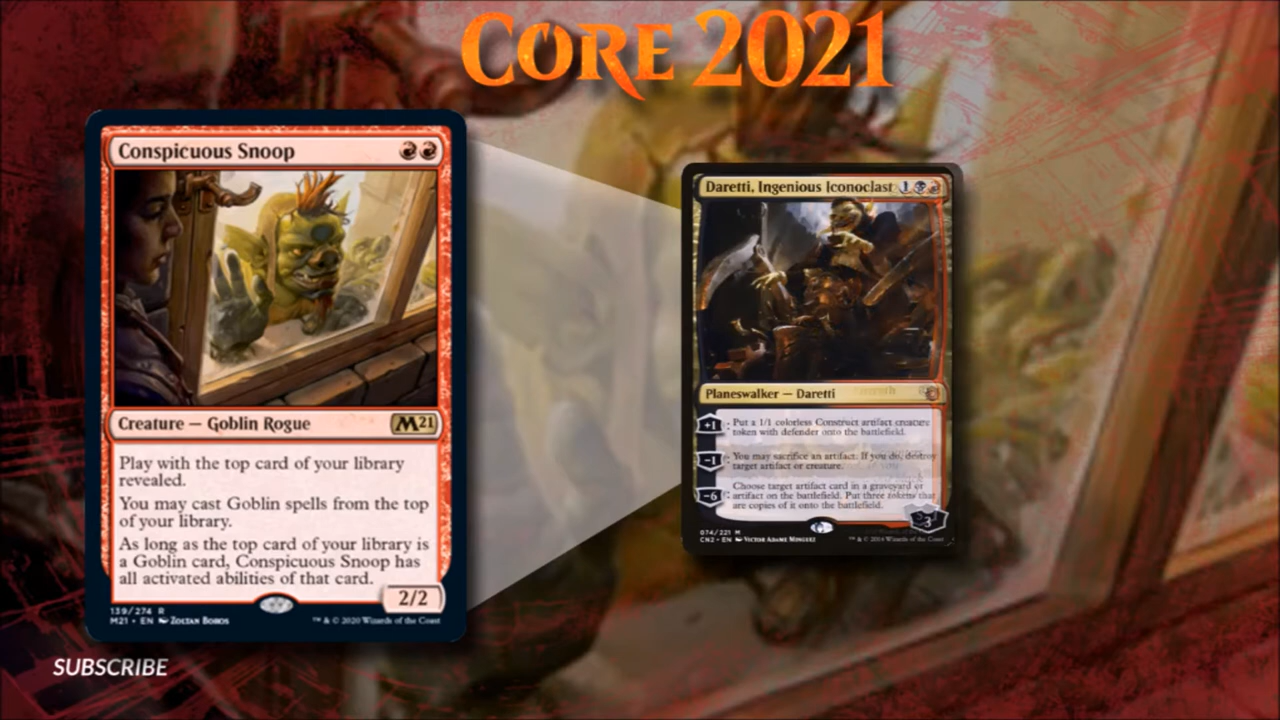 CORE 2021
Conspicuous Snoop
Creature — Goblin Rogue
M21
Play with the top card of your library
revealed.
You may cast Goblin spells from the top
of your library.
As long as the top card of your library is
a Goblin card, Conspicuous Snoop has
all activated abilities of that card.
2/2
139/274 R
M21 • EN Zoltan Boros
™ & © 2020 Wizards of the Coast
Daretti, Ingenious Iconoclast 1
Planeswalker — Daretti
+1 : Put a 1/1 colorless Construct artifact creature
token with defender onto the battlefield.
-1 : You may sacrifice an artifact. If you do, destroy
target artifact or creature.
-6 : Choose target artifact card in a graveyard or
artifact on the battlefield. Put three tokens that
are copies of it onto the battlefield.
3
074/221 M
CN2 • EN Victor Adame Minguez
™ & © 2016 Wizards of the Coast
SUBSCRIBE